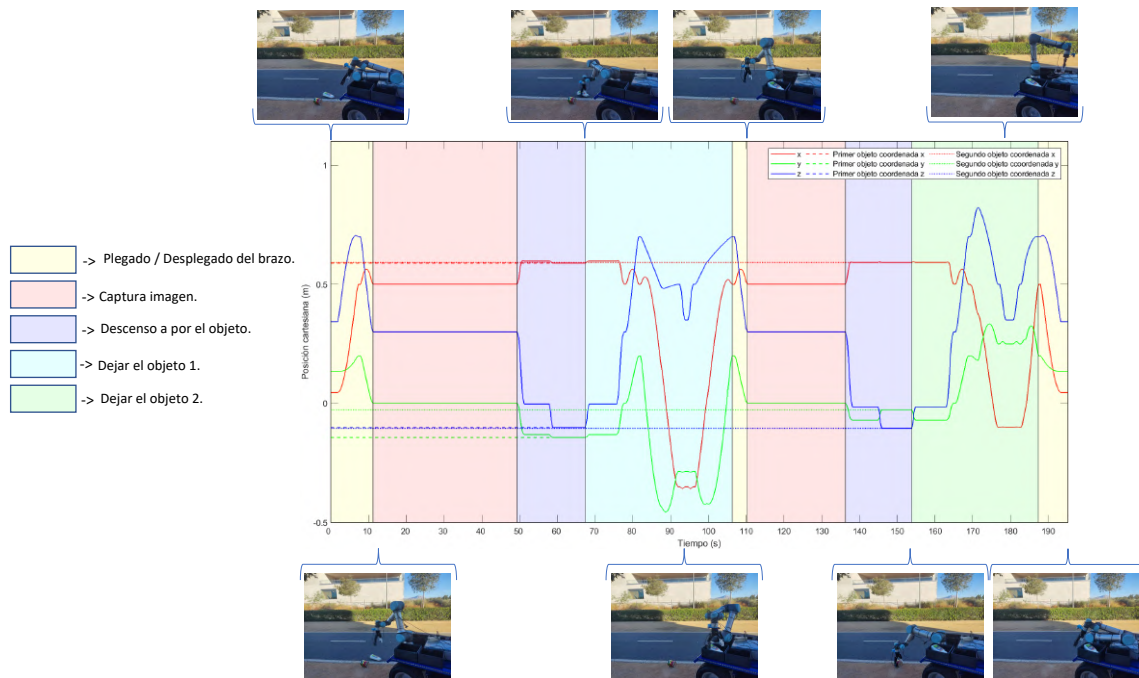 x
Primer objeto coordenada x
Segundo objeto coordenada x
y
Primer objeto coordenada y
Segundo objeto ccoordenada y
z
Primer objeto coordenada z
Segundo objeto coordenada z
1
0.5
0
-0.5
Posición cartesiana (m)
-> Plegado / Desplegado del brazo.
-> Captura imagen.
-> Descenso a por el objeto.
-> Dejar el objeto 1.
-> Dejar el objeto 2.
0 10 20 30 40 50 60 70 80 90 100 110 120 130 140 150 160 170 180 190
Tiempo (s)